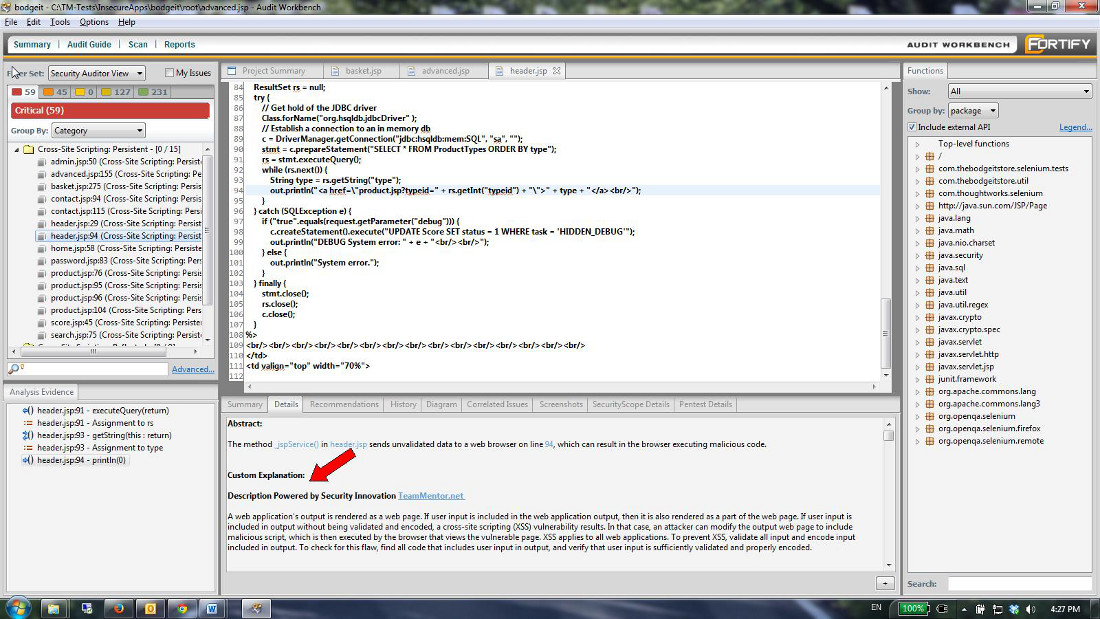 bodgeit - C:\TM-Tests\InsecureApps\bodgeit\root\advanced.jsp - Audit Workbench
File Edit Tools Options Help
Summary Audit Guide Scan Reports
AUDIT WORKBENCH FORTIFY
Set: Security Auditor View My Issues
59 45 0 127 231
Critical (59)
Group By: Category
Cross-Site Scripting: Persistent - [0 / 15]
admin.jsp:50 (Cross-Site Scripting: Persist
advanced.jsp:155 (Cross-Site Scripting: Pe
basket.jsp:275 (Cross-Site Scripting: Persis
contact.jsp:94 (Cross-Site Scripting: Persis
contact.jsp:115 (Cross-Site Scripting: Pers
header.jsp:29 (Cross-Site Scripting: Persist
header.jsp:94 (Cross-Site Scripting: Persist
home.jsp:58 (Cross-Site Scripting: Persiste
password.jsp:83 (Cross-Site Scripting: Per
product.jsp:76 (Cross-Site Scripting: Persis
product.jsp:95 (Cross-Site Scripting: Persis
product.jsp:96 (Cross-Site Scripting: Persis
product.jsp:104 (Cross-Site Scripting: Pers
score.jsp:45 (Cross-Site Scripting: Persiste
search.jsp:75 (Cross-Site Scripting: Persist
Advanced...
Analysis Evidence
header.jsp:91 - executeQuery(return)
header.jsp:91 - Assignment to rs
header.jsp:93 - getString(this : return)
header.jsp:93 - Assignment to type
header.jsp:94 - println(0)
Project Summary basket.jsp advanced.jsp header.jsp
84 ResultSet rs = null;
85 try {
86 // Get hold of the JDBC driver
87 Class.forName("org.hsqldb.jdbcDriver" );
88 // Establish a connection to an in memory db
89 c = DriverManager.getConnection("jdbc:hsqldb:mem:SQL", "sa", "");
90 stmt = c.prepareStatement("SELECT * FROM ProductTypes ORDER BY type");
91 rs = stmt.executeQuery();
92 while (rs.next()) {
93 String type = rs.getString("type");
94 out.println("<a href=\"product.jsp?typeid=" + rs.getInt("typeid") + "\">" + type + "</a><br/>");
95 }
96 } catch (SQLException e) {
97 if ("true".equals(request.getParameter("debug"))) {
98 c.createStatement().execute("UPDATE Score SET status = 1 WHERE task = 'HIDDEN_DEBUG'");
99 out.println("DEBUG System error: " + e + "<br/><br/>");
100 } else {
101 out.println("System error.");
102 }
103 } finally {
104 stmt.close();
105 rs.close();
106 c.close();
107 }
108 %>
109 <br/><br/><br/><br/><br/><br/><br/><br/><br/><br/><br/><br/><br/><br/><br/>
110 </td>
111 <td valign="top" width="70%">
112
Summary Details Recommendations History Diagram Correlated Issues Screenshots SecurityScope Details Pentest Details
Abstract:
The method _jspService() in header.jsp sends unvalidated data to a web browser on line 94, which can result in the browser executing malicious code.
Custom Explanation:
Description Powered by Security Innovation TeamMentor.net
A web application's output is rendered as a web page. If user input is included in the web application output, then it is also rendered as a part of the web page. If user input is
included in output without being validated and encoded, a cross-site scripting (XSS) vulnerability results. In that case, an attacker can modify the output web page to include
malicious script, which is then executed by the browser that views the vulnerable page. XSS applies to all web applications. To prevent XSS, validate all input and encode input
included in output. To check for this flaw, find all code that includes user input in output, and verify that user input is sufficiently validated and properly encoded.
Functions
Show: All
Group by: package
Include external API Legend...
Top-level functions
/
com.thebodgeitstore.selenium.tests
com.thebodgeitstore.util
com.thoughtworks.selenium
http://java.sun.com/JSP/Page
java.lang
java.math
java.nio.charset
java.security
java.sql
java.text
java.util
java.util.regex
javax.crypto
javax.crypto.spec
javax.servlet
javax.servlet.http
javax.servlet.jsp
junit.framework
org.apache.commons.lang
org.apache.commons.lang3
org.openqa.selenium
org.openqa.selenium.firefox
org.openqa.selenium.remote
Search:
EN 100% 4:27 PM